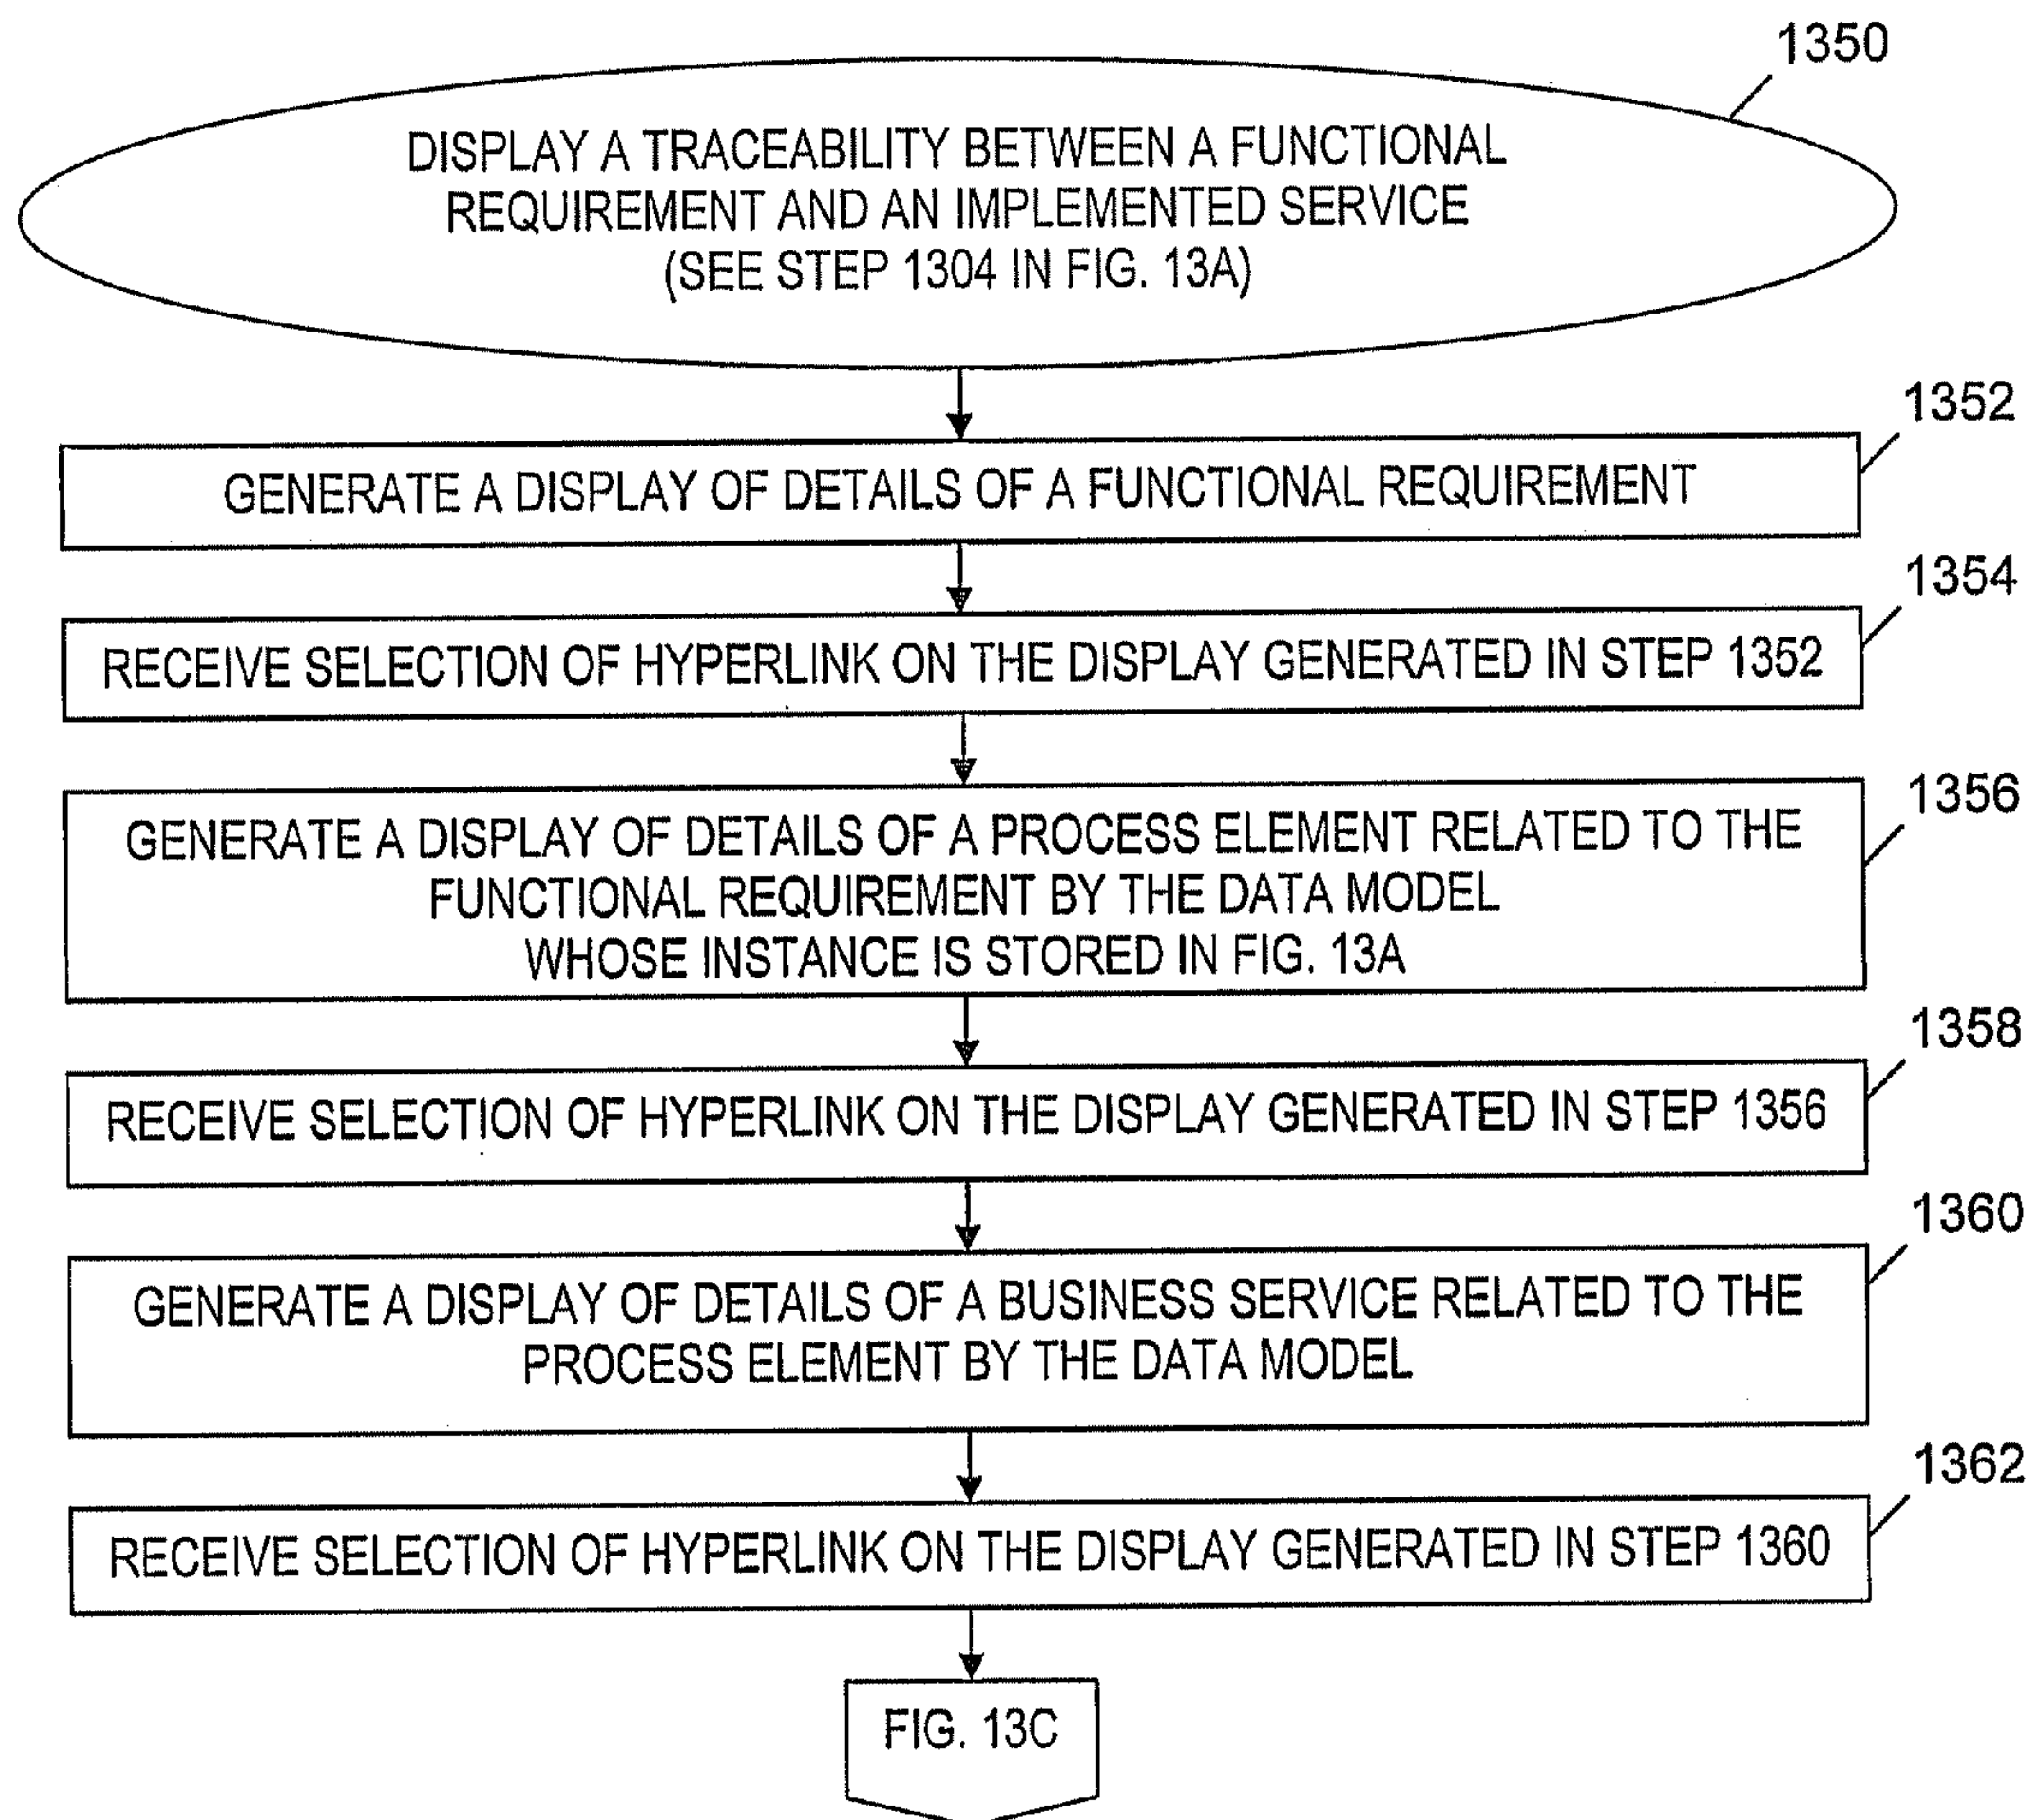 1350
DISPLAY A TRACEABILITY BETWEEN A FUNCTIONAL
REQUIREMENT AND AN IMPLEMENTED SERVICE
(SEE STEP 1304 IN FIG. 13A)
1352
GENERATE A DISPLAY OF DETAILS OF A FUNCTIONAL REQUIREMENT
1354
RECEIVE SELECTION OF HYPERLINK ON THE DISPLAY GENERATED IN STEP 1352
1356
GENERATE A DISPLAY OF DETAILS OF A PROCESS ELEMENT RELATED TO THE
FUNCTIONAL REQUIREMENT BY THE DATA MODEL
WHOSE INSTANCE IS STORED IN FIG. 13A
1358
RECEIVE SELECTION OF HYPERLINK ON THE DISPLAY GENERATED IN STEP 1356
1360
GENERATE A DISPLAY OF DETAILS OF A BUSINESS SERVICE RELATED TO THE
PROCESS ELEMENT BY THE DATA MODEL
1362
RECEIVE SELECTION OF HYPERLINK ON THE DISPLAY GENERATED IN STEP 1360
FIG. 13C